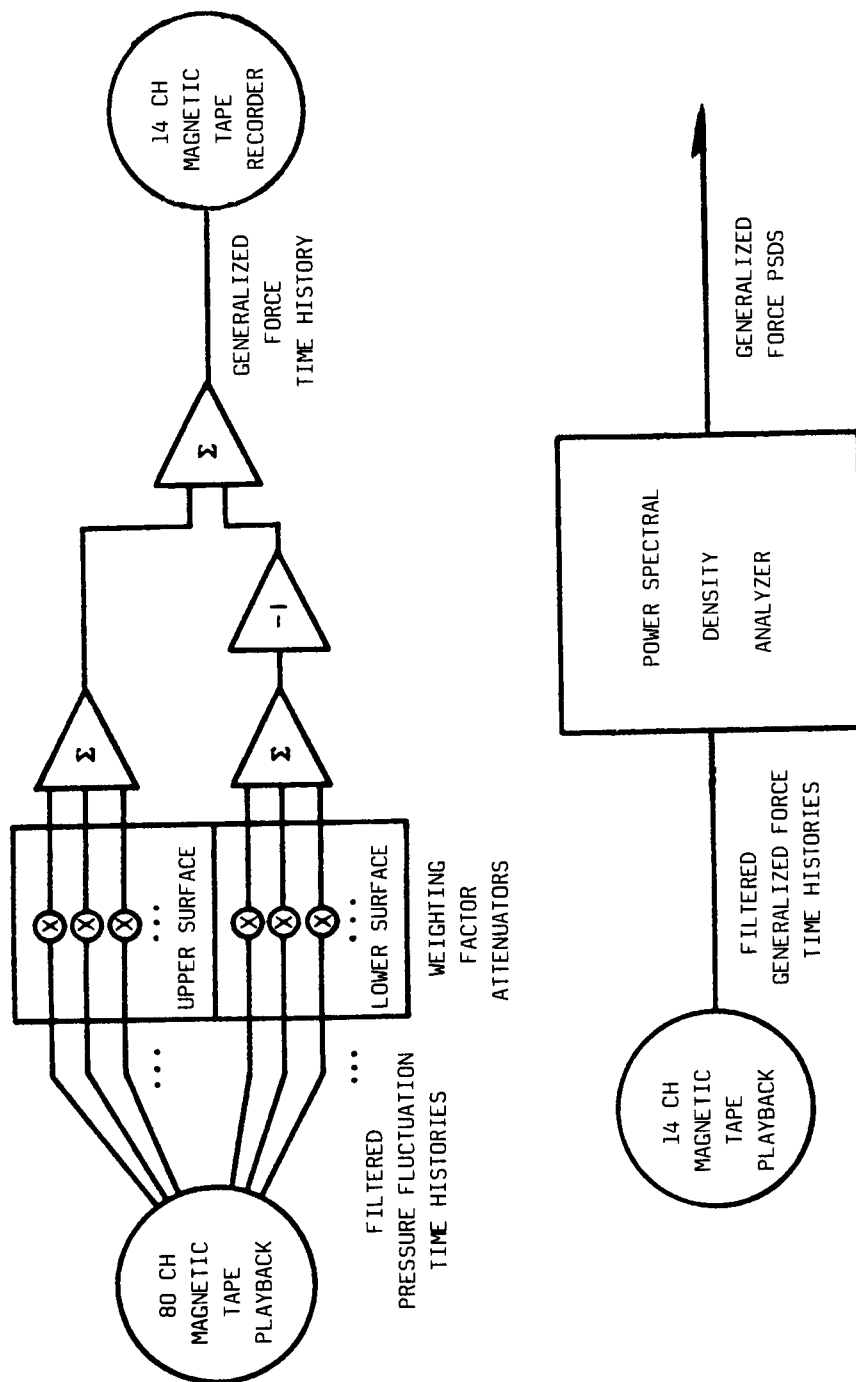 80 CH
MAGNETIC
TAPE
PLAYBACK
FILTERED
PRESSURE FLUCTUATION
TIME HISTORIES
X
X
X
...
UPPER SURFACE
X
X
X
...
LOWER SURFACE
...
...
WEIGHTING
FACTOR
ATTENUATORS
Σ
Σ
-1
Σ
GENERALIZED
FORCE
TIME HISTORY
14 CH
MAGNETIC
TAPE
RECORDER
14 CH
MAGNETIC
TAPE
PLAYBACK
FILTERED
GENERALIZED FORCE
TIME HISTORIES
POWER SPECTRAL
DENSITY
ANALYZER
GENERALIZED
FORCE PSDS